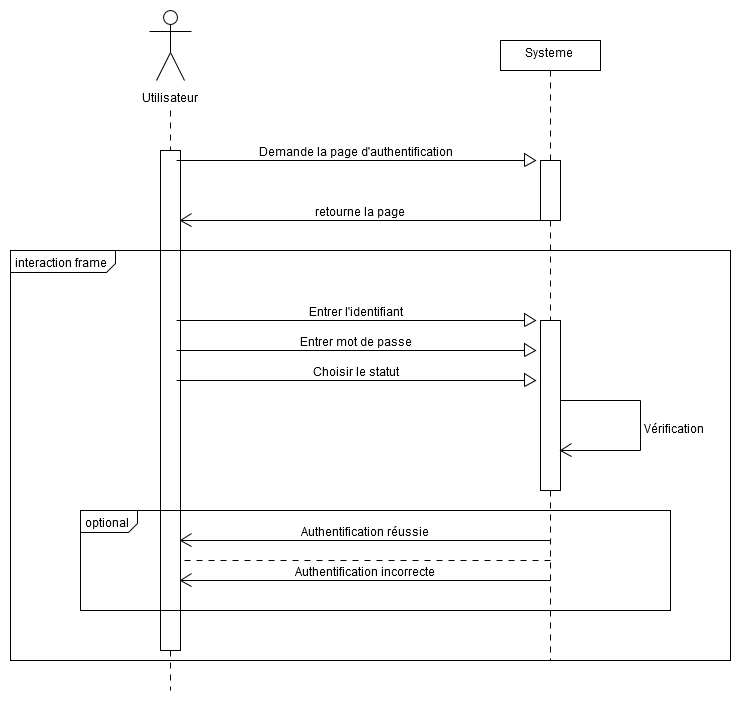 Systeme
Utilisateur
Demande la page d'authentification
retourne la page
interaction frame
Entrer l'identifiant
Entrer mot de passe
Choisir le statut
Vérification
optional
Authentification réussie
Authentification incorrecte